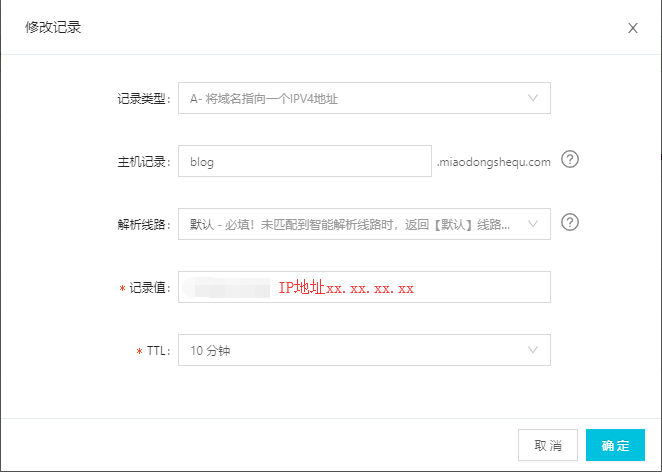 修改记录
记录类型： A- 将域名指向一个IPV4地址
主机记录： blog .miaodongshequ.com ?
解析线路： 默认 - 必填！未匹配到智能解析线路时，返回【默认】线路... ?
* 记录值： IP地址xx. xx. xx. xx
* TTL： 10 分钟
取 消 确 定